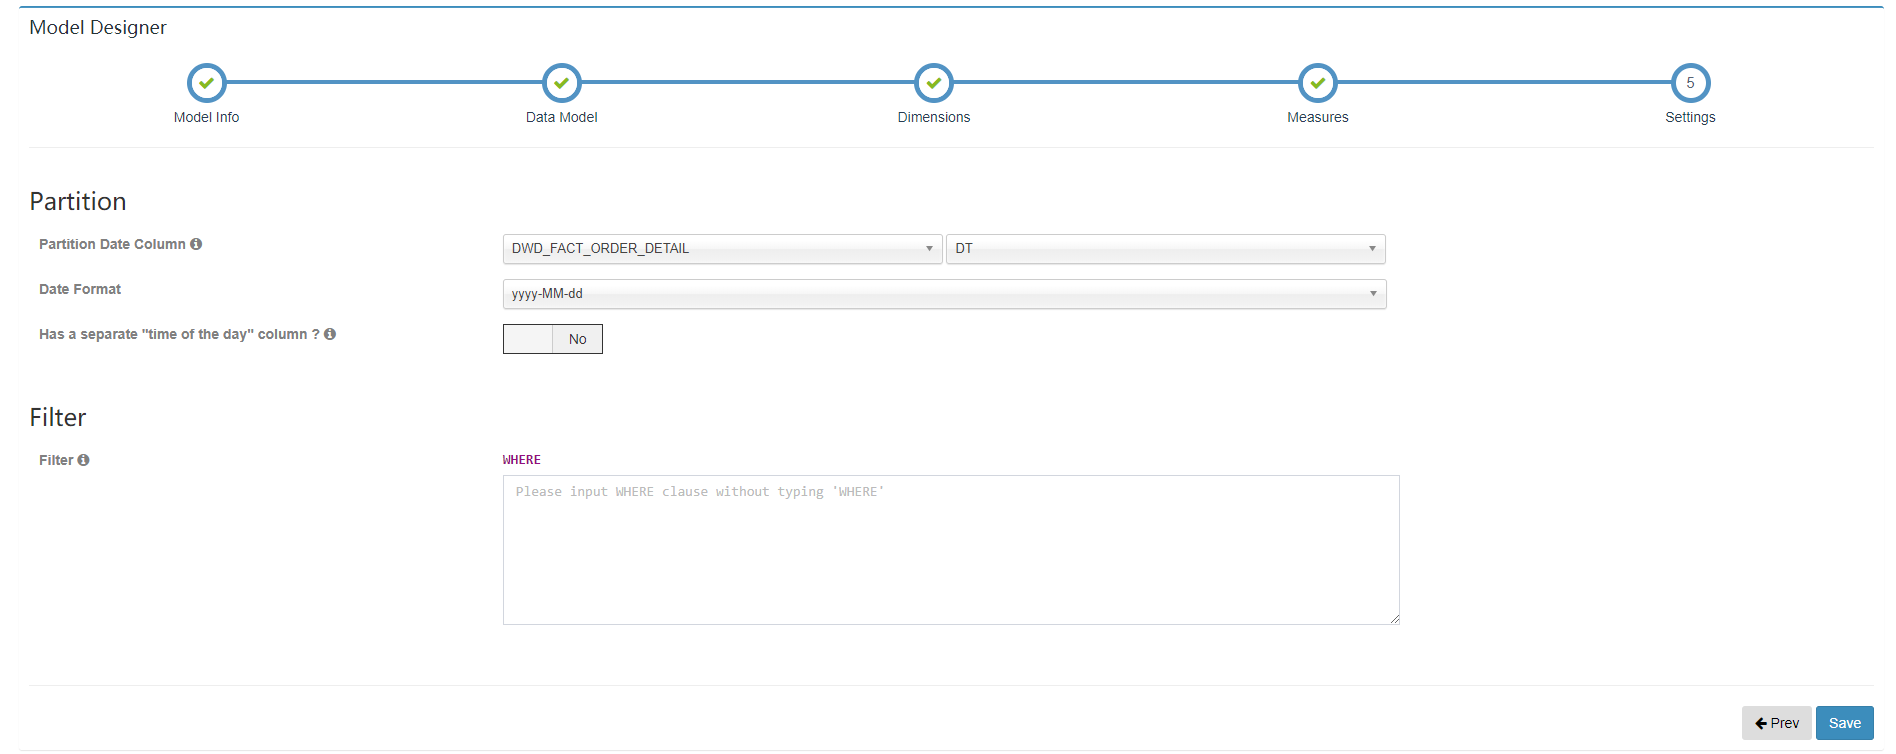 Model Designer
5
Model Info
Data Model
Dimensions
Measures
Settings
Partition
Partition Date Column
DWD_FACT_ORDER_DETAIL
DT
Date Format
yyyy-MM-dd
Has a separate "time of the day" column ?
No
Filter
Filter
WHERE
Please input WHERE clause without typing 'WHERE'
Prev
Save